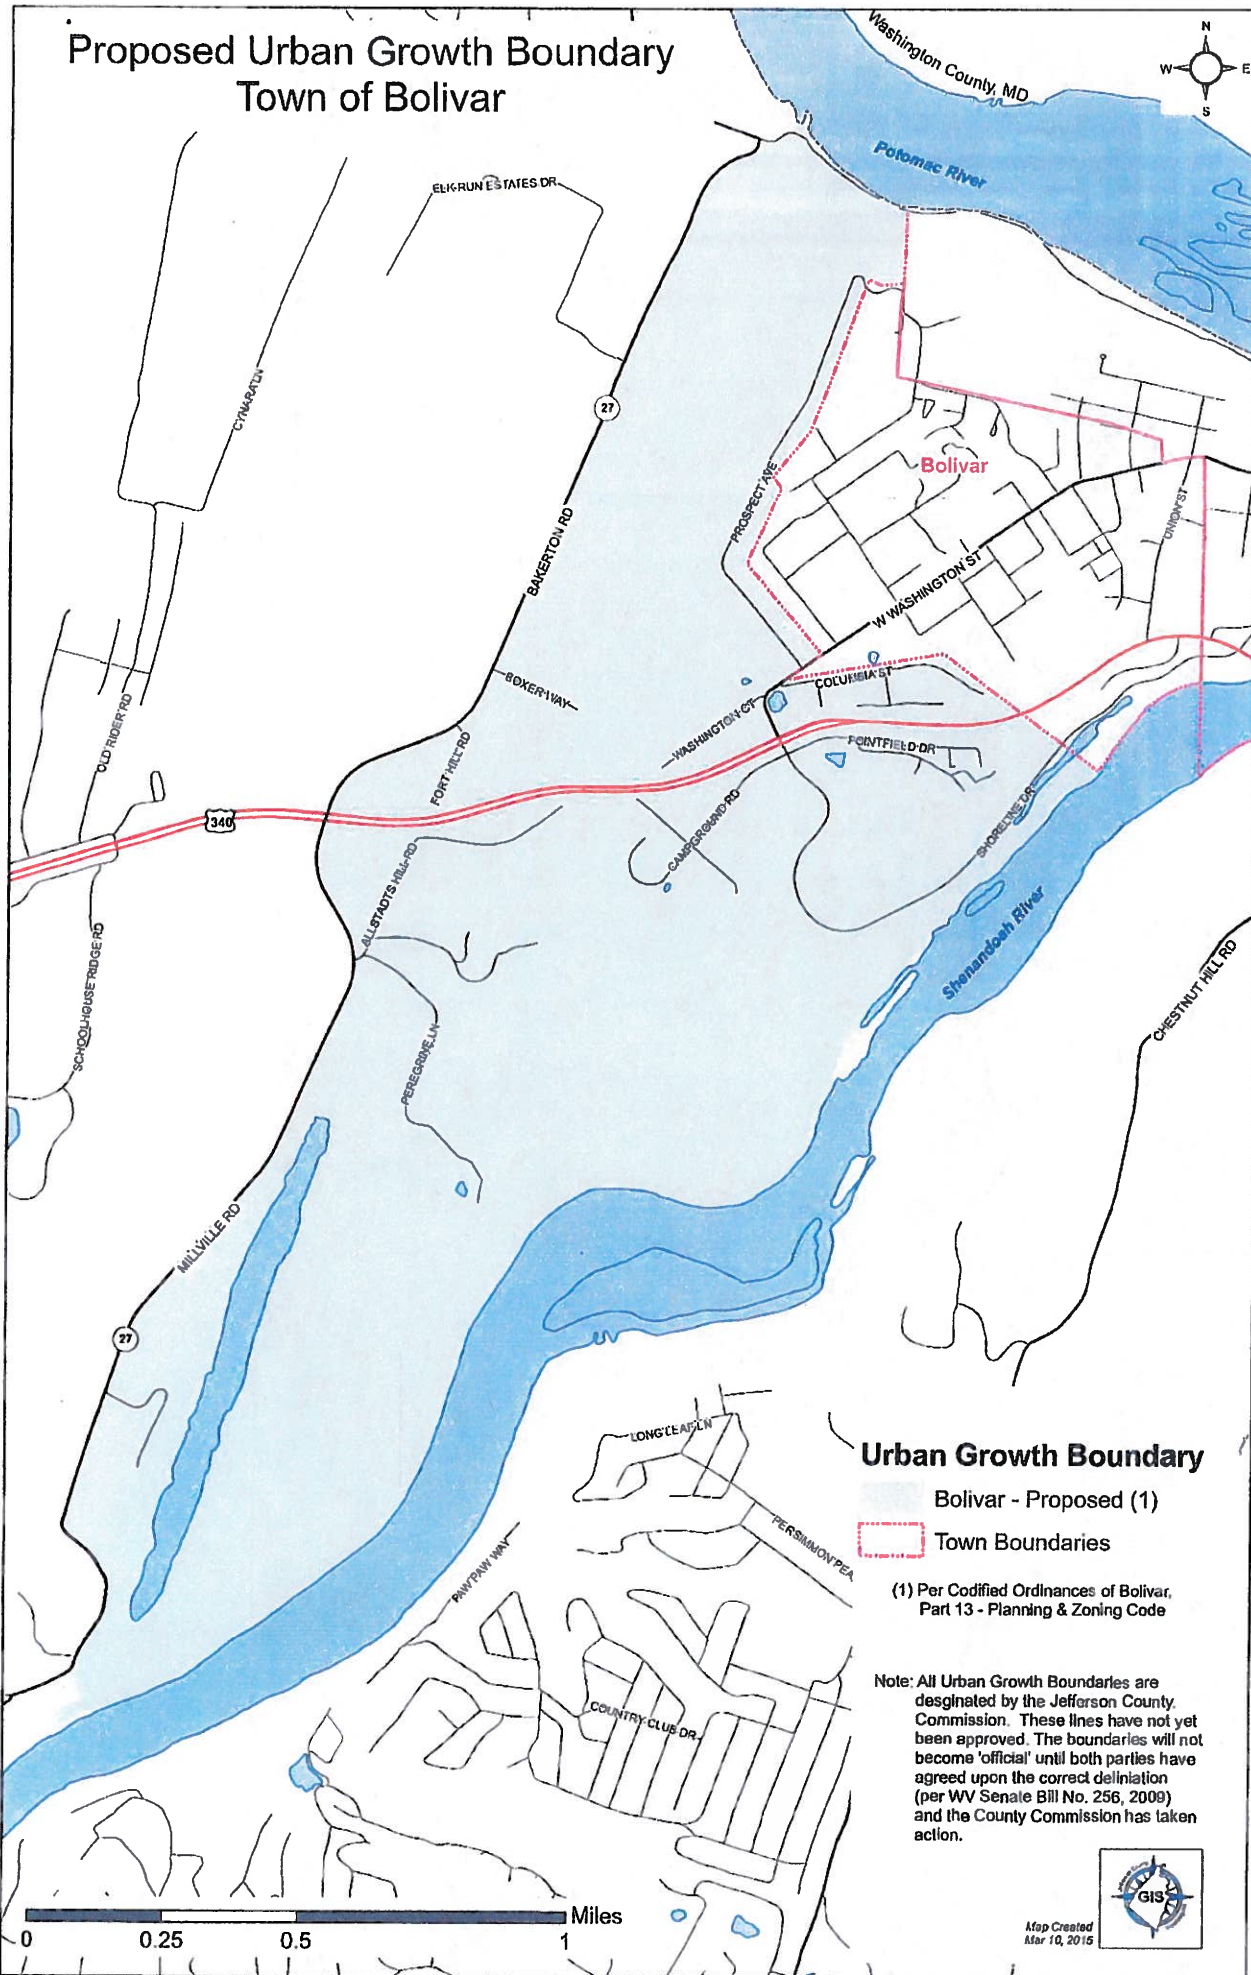 Proposed Urban Growth Boundary
Town of Bolivar
Washington County, MD
N
W
E
S
Potomac River
ELK RUN ESTATES DR
CYNARA LN
27
BAKERTON RD
PROSPECT AVE
Bolivar
UNION ST
W WASHINGTON ST
BOXER WAY
OLD RIDER RD
FORT HILL RD
WASHINGTON CT
COLUMBIA ST
POINTFIELD DR
340
CAMPGROUND RD
SHORELINE DR
ALLSTADTS HILL RD
SCHOOLHOUSE RIDGE RD
Shenandoah River
CHESTNUT HILL RD
PEREGRINE LN
MILLVILLE RD
27
LONG LEAF LN
PERSIMMON PEA
PAW PAW WAY
COUNTRY CLUB DR
Urban Growth Boundary
Bolivar - Proposed (1)
Town Boundaries
(1) Per Codified Ordinances of Bolivar,
Part 13 - Planning & Zoning Code
Note: All Urban Growth Boundaries are
desginated by the Jefferson County
Commission. These lines have not yet
been approved. The boundaries will not
become 'official' until both parties have
agreed upon the correct deliniation
(per WV Senate Bill No. 256, 2009)
and the County Commission has taken
action.
GIS
Map Created
Mar 10, 2015
Miles
0 0.25 0.5 1